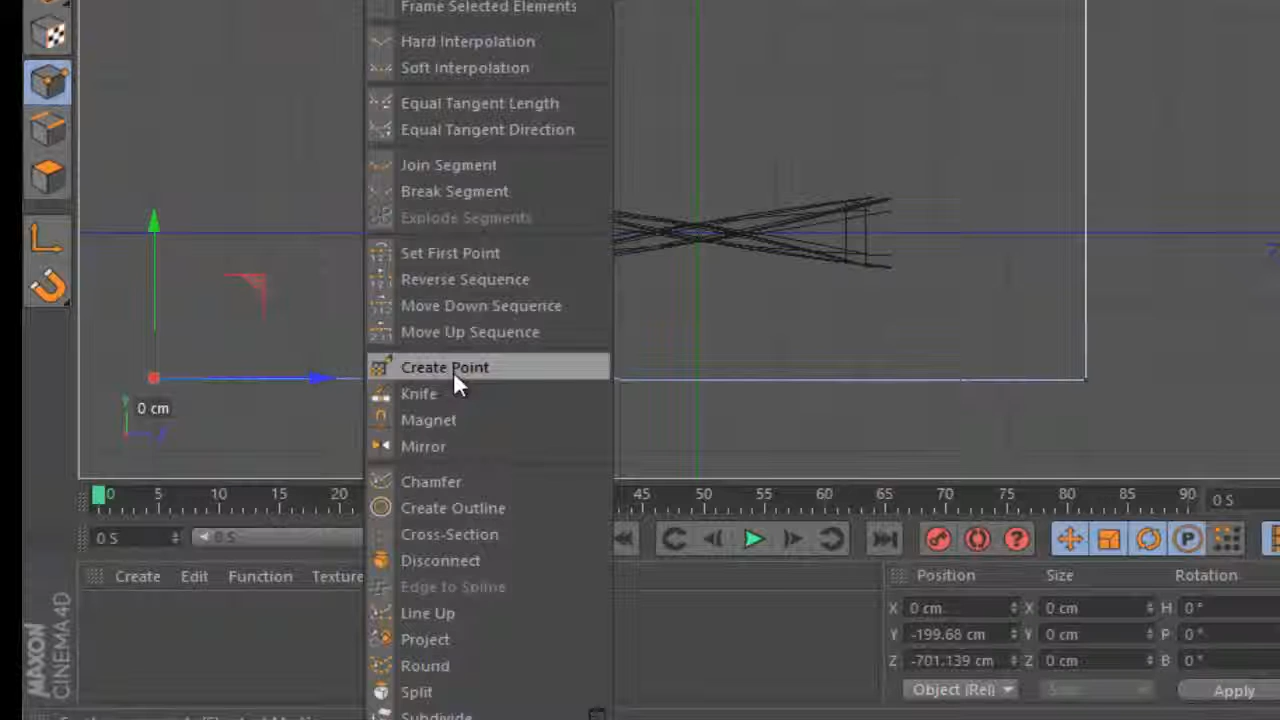 Frame Selected Elements
Hard Interpolation
Soft Interpolation
Equal Tangent Length
Equal Tangent Direction
Join Segment
Break Segment
Explode Segments
Set First Point
Reverse Sequence
Move Down Sequence
Move Up Sequence
Create Point
Knife
Magnet
Mirror
Chamfer
Create Outline
Cross-Section
Disconnect
Edge to Spline
Line Up
Project
Round
Split
Subdivide
0 cm
0 5 10 15 20 45 50 55 60 65 70 75 80 85 90 0 S
0 S 0 S
P
Create Edit Function Texture
Position Size Rotation
X 0 cm X 0 cm H 0 °
Y -199.68 cm Y 0 cm P 0 °
Z -701.139 cm Z 0 cm B 0 °
Object (Rel) Apply
MAXON
CINEMA 4D